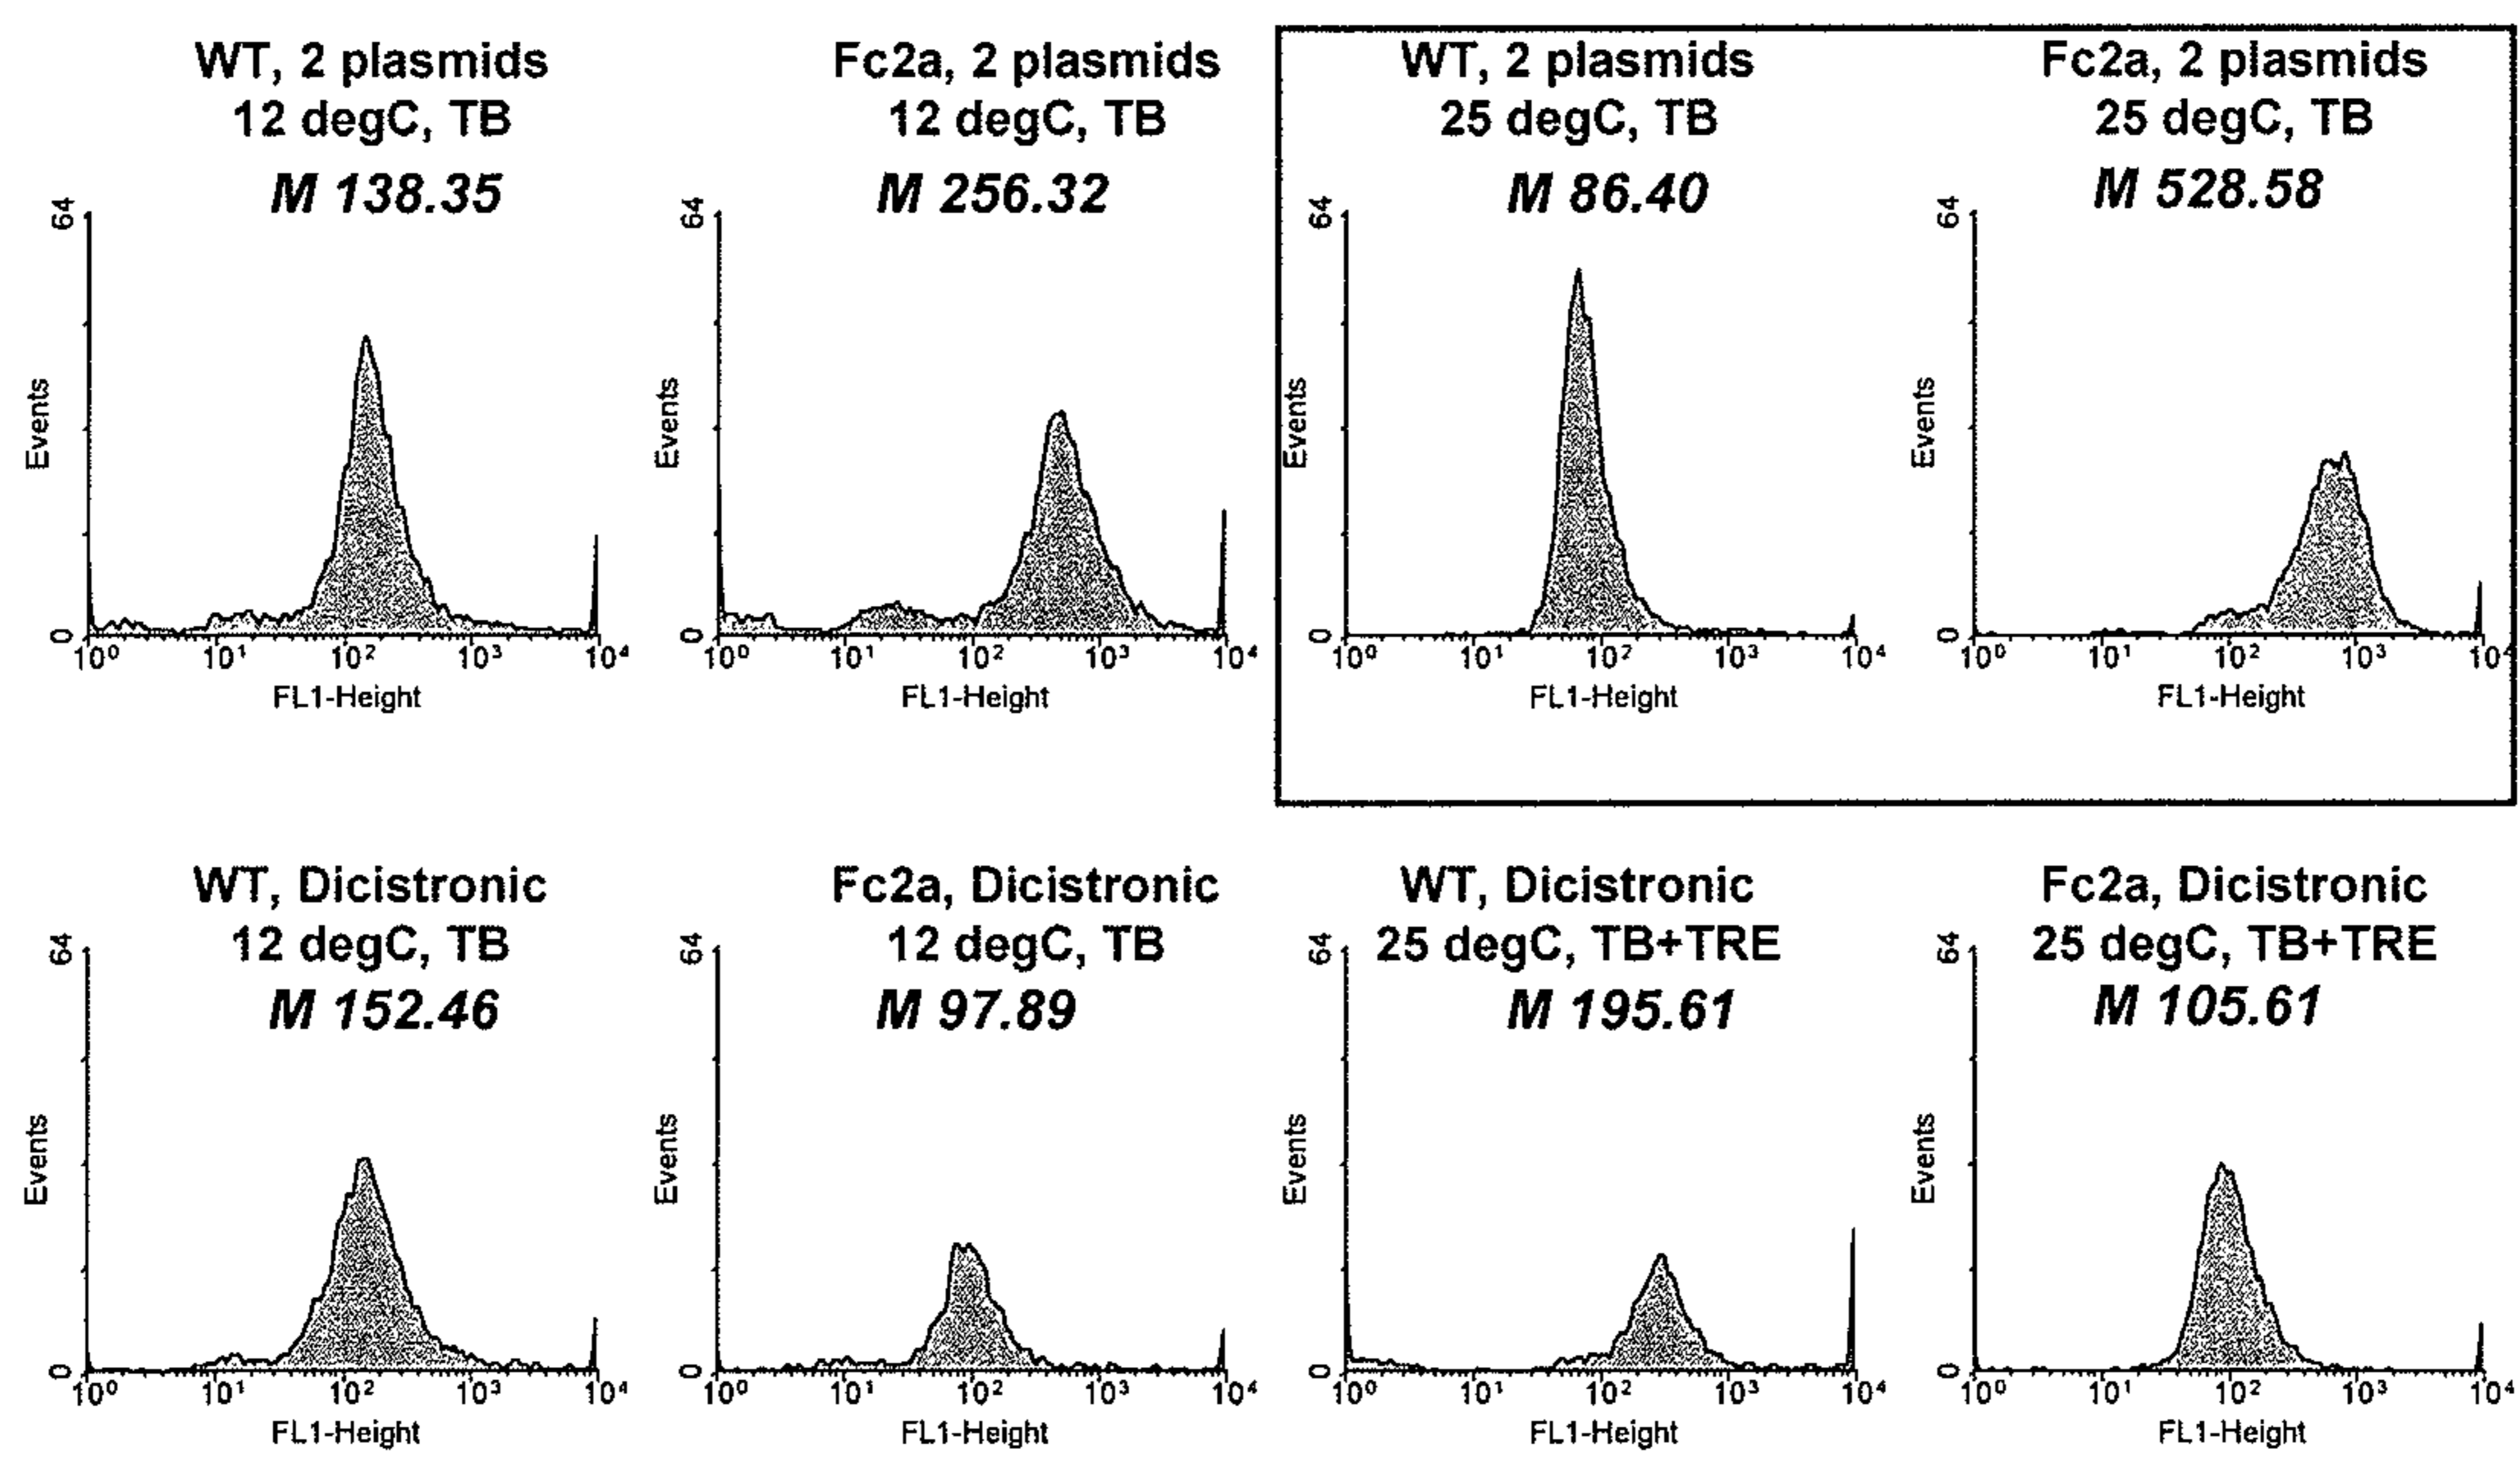 WT, 2 plasmids
12 degC, TB
M 138.35
64
Events
0
10⁰ 10¹ 10² 10³ 10⁴
FL1-Height
Fc2a, 2 plasmids
12 degC, TB
M 256.32
64
Events
0
10⁰ 10¹ 10² 10³ 10⁴
FL1-Height
WT, 2 plasmids
25 degC, TB
M 86.40
64
Events
0
10⁰ 10¹ 10² 10³ 10⁴
FL1-Height
Fc2a, 2 plasmids
25 degC, TB
M 528.58
64
Events
0
10⁰ 10¹ 10² 10³ 10⁴
FL1-Height
WT, Dicistronic
12 degC, TB
M 152.46
64
Events
0
10⁰ 10¹ 10² 10³ 10⁴
FL1-Height
Fc2a, Dicistronic
12 degC, TB
M 97.89
64
Events
0
10⁰ 10¹ 10² 10³ 10⁴
FL1-Height
WT, Dicistronic
25 degC, TB+TRE
M 195.61
64
Events
0
10⁰ 10¹ 10² 10³ 10⁴
FL1-Height
Fc2a, Dicistronic
25 degC, TB+TRE
M 105.61
64
Events
0
10⁰ 10¹ 10² 10³ 10⁴
FL1-Height